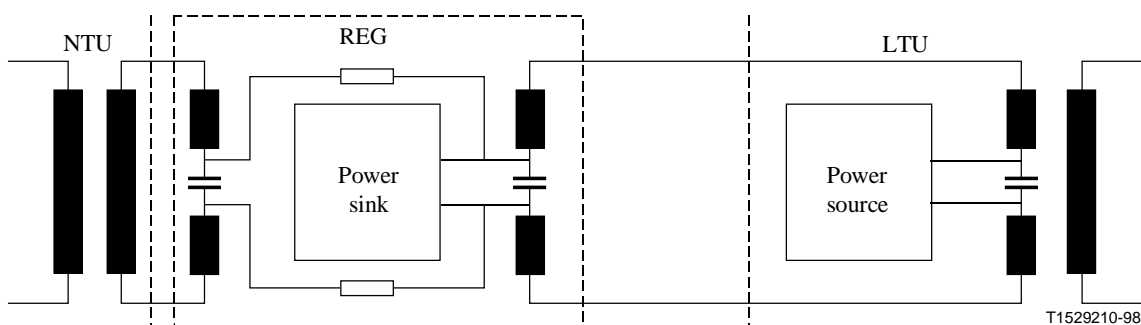 NTU
REG
LTU
Power
sink
Power
source
T1529210-98